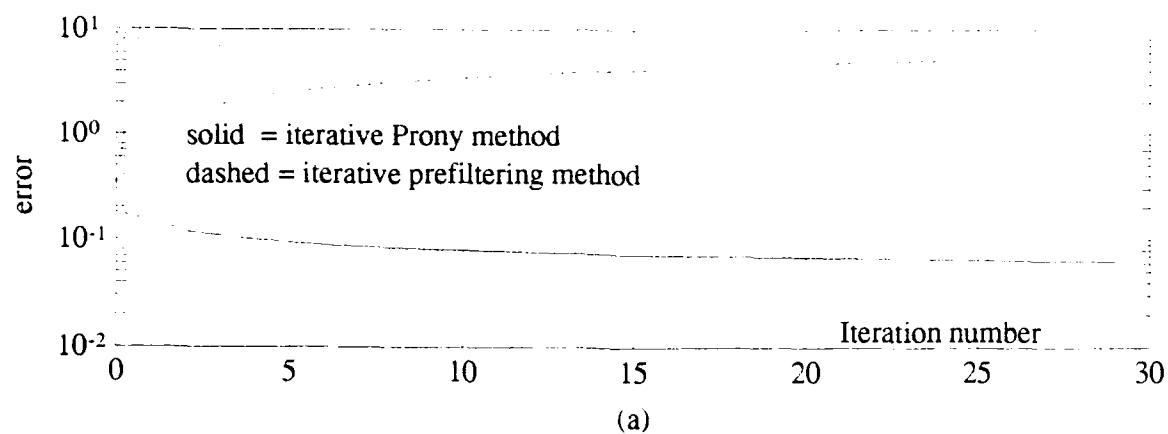 10¹
10⁰
solid = iterative Prony method
dashed = iterative prefiltering method
error
10⁻¹
10⁻²
Iteration number
0 5 10 15 20 25 30
(a)